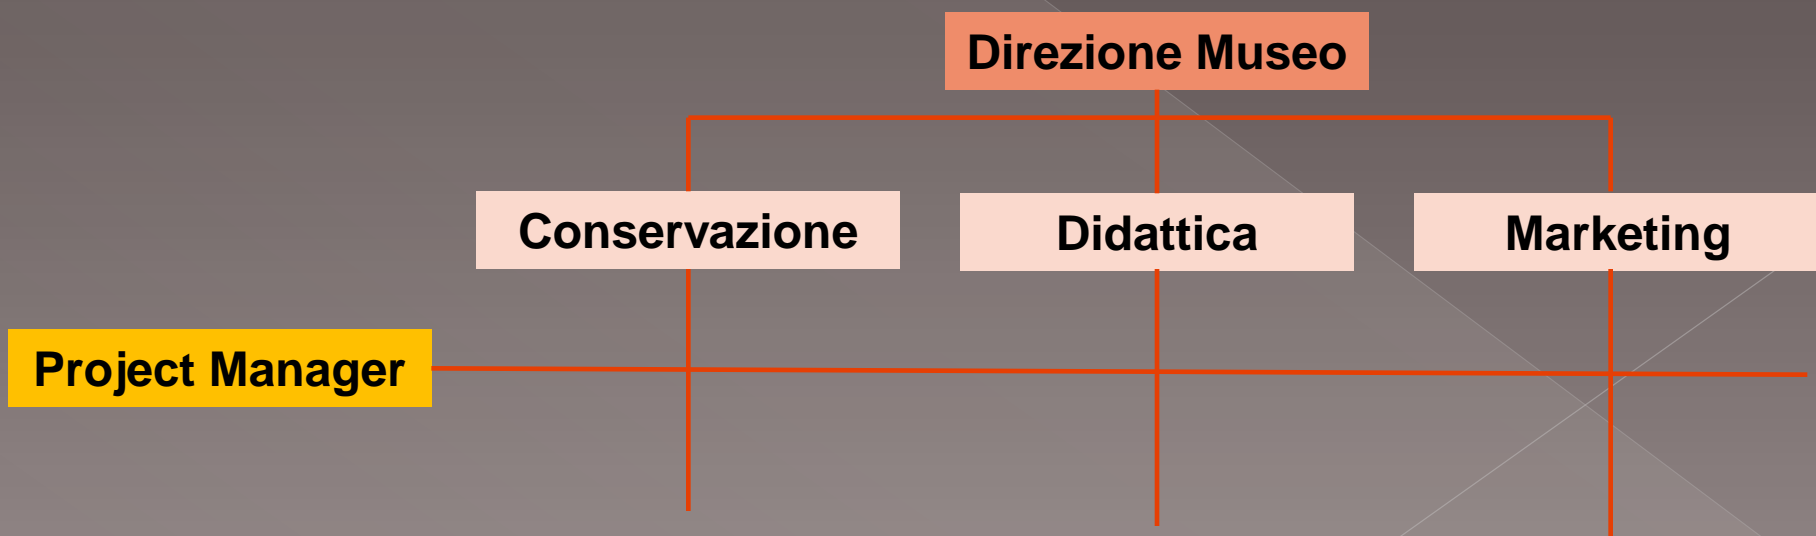 Direzione Museo
Conservazione
Didattica
Marketing
Project Manager